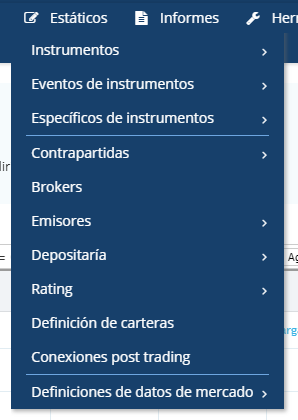 Estáticos Informes
Instrumentos
Eventos de instrumentos
Específicos de instrumentos
Contrapartidas
Brokers
Emisores
Depositaría
Rating
Definición de carteras
Conexiones post trading
Definiciones de datos de mercado